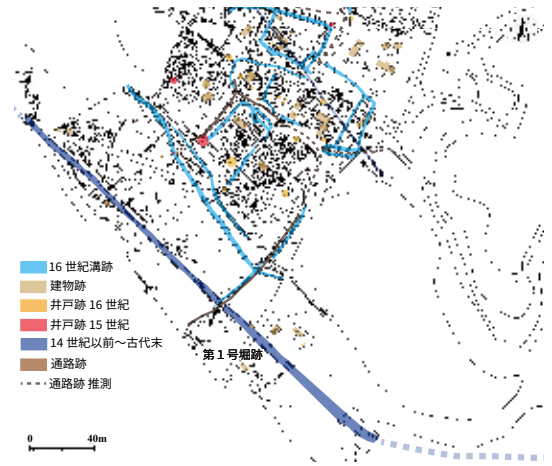 16 世紀溝跡
建物跡
井戸跡 16 世紀
井戸跡 15 世紀
14 世紀以前～古代末
通路跡
通路跡 推測
第１号堀跡
0 40m